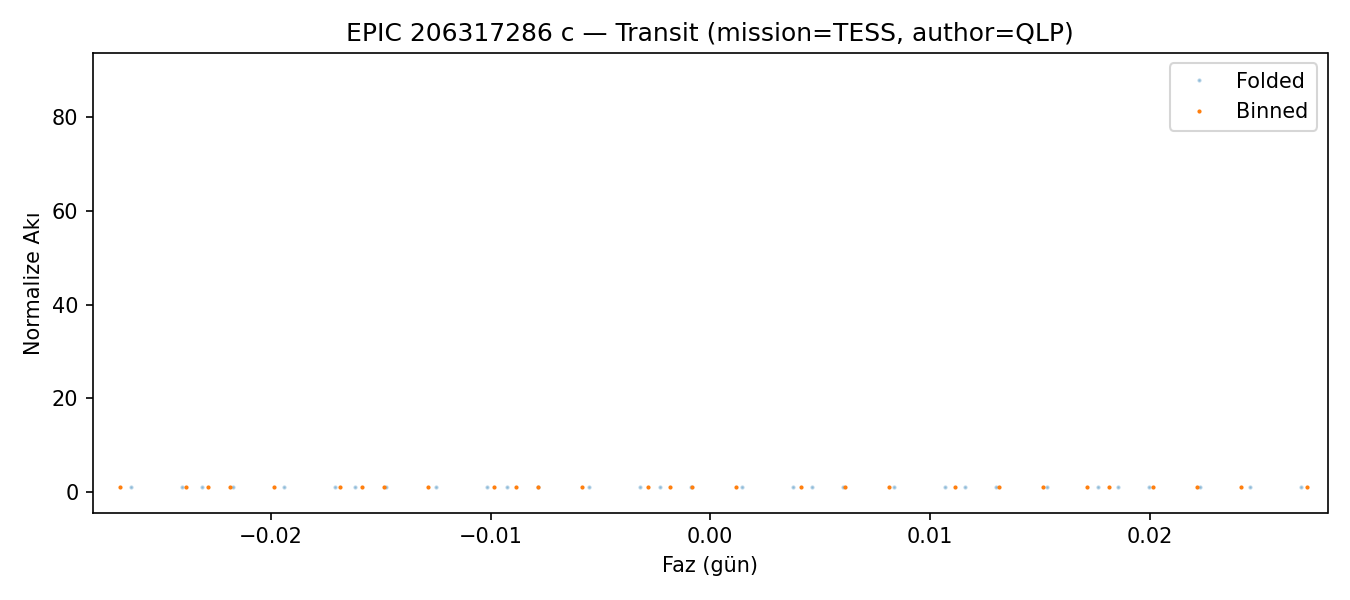 EPIC 206317286 c — Transit (mission=TESS, author=QLP)
Folded
Binned
Normalize Akı
80
60
40
20
0
−0.02
−0.01
0.00
0.01
0.02
Faz (gün)